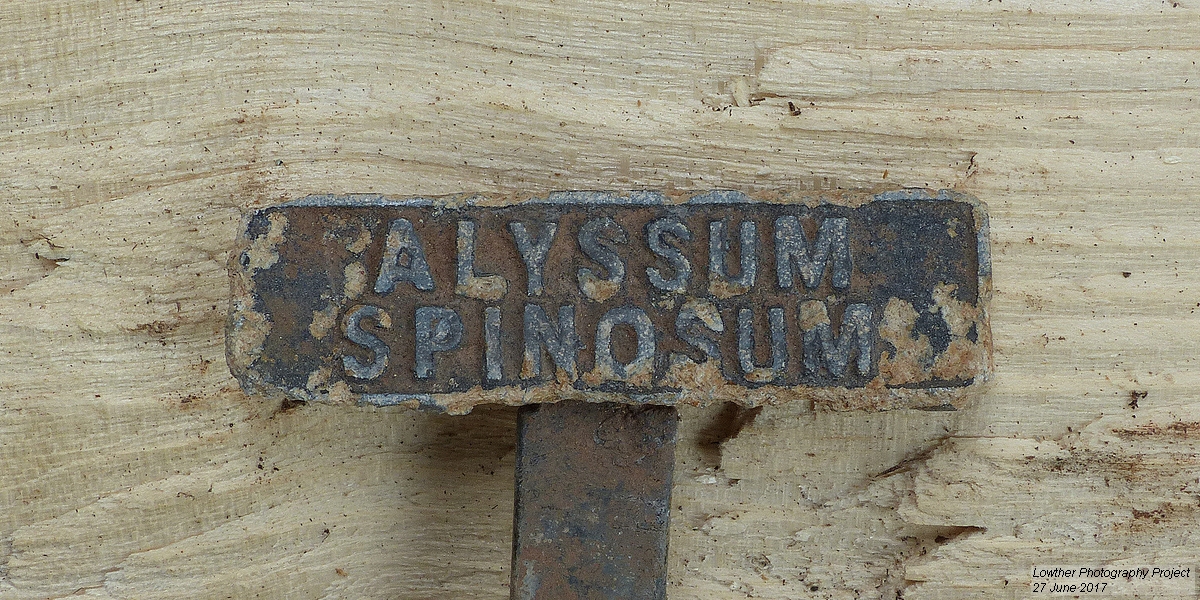 ALYSSUM
SPINOSUM
Lowther Photography Project
27 June 2017